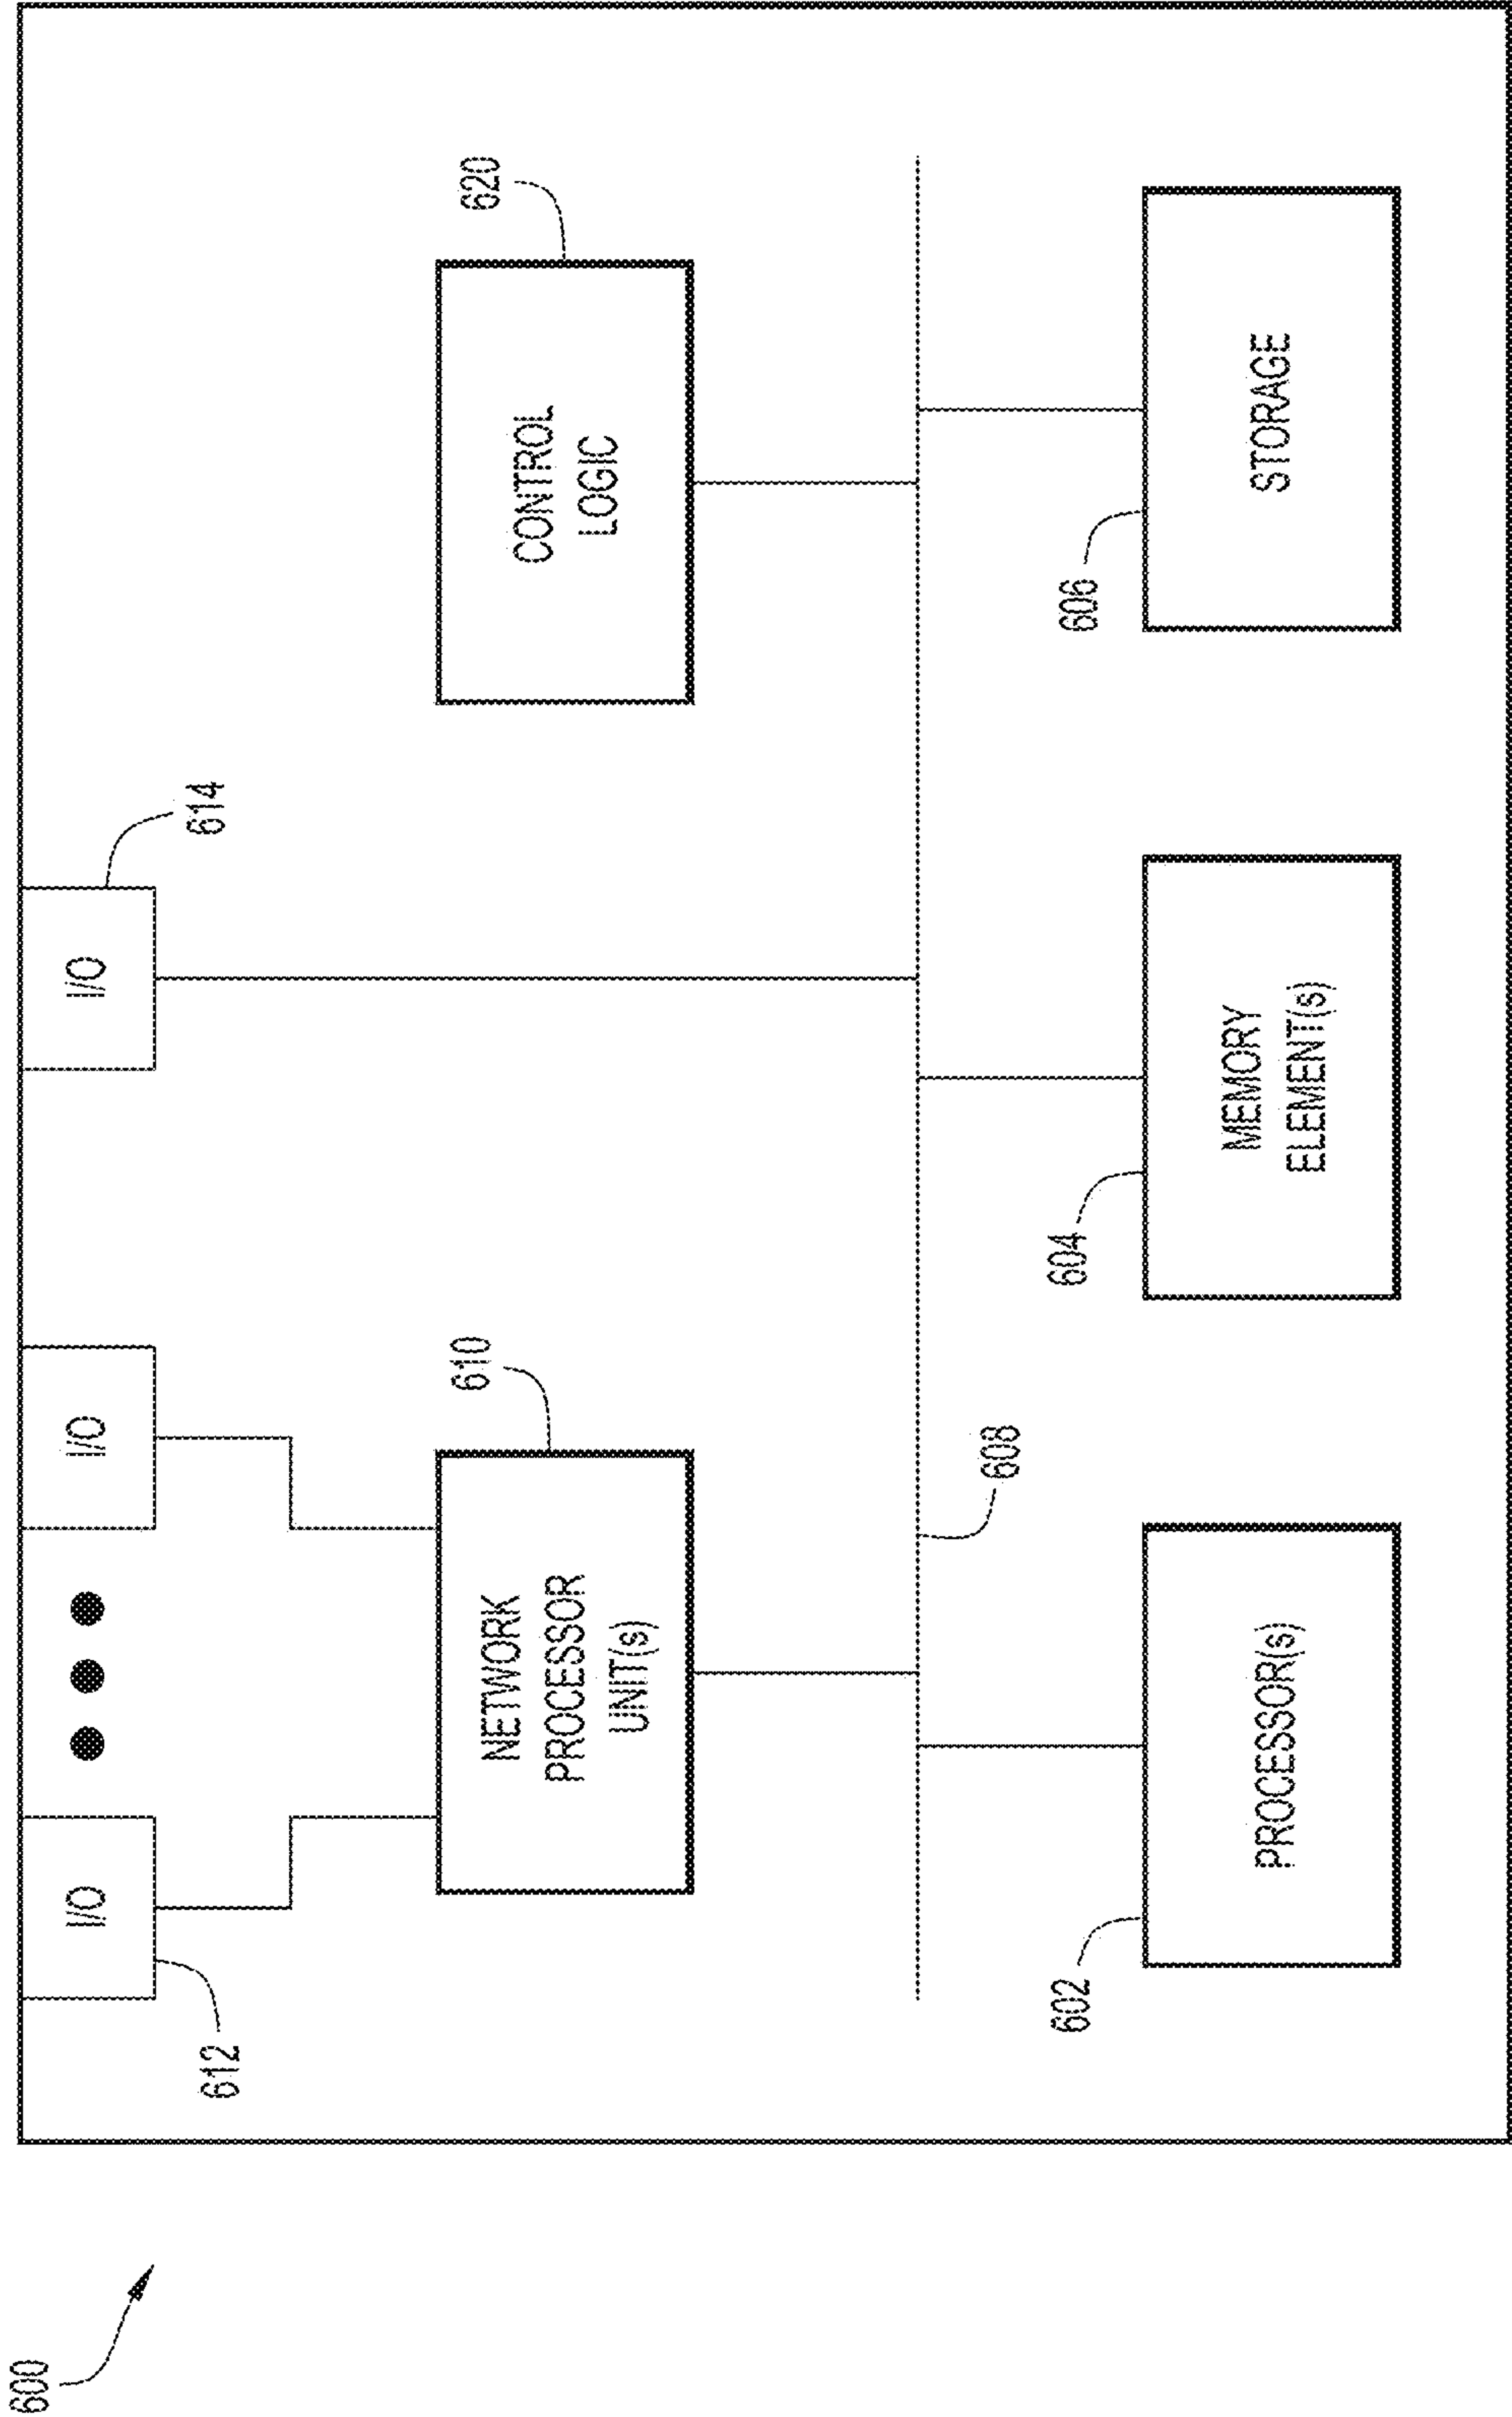 600
I/O
I/O
I/O
612
614
610
620
NETWORK
PROCESSOR
UNIT(s)
CONTROL
LOGIC
608
602
604
606
PROCESSOR(s)
MEMORY
ELEMENT(s)
STORAGE